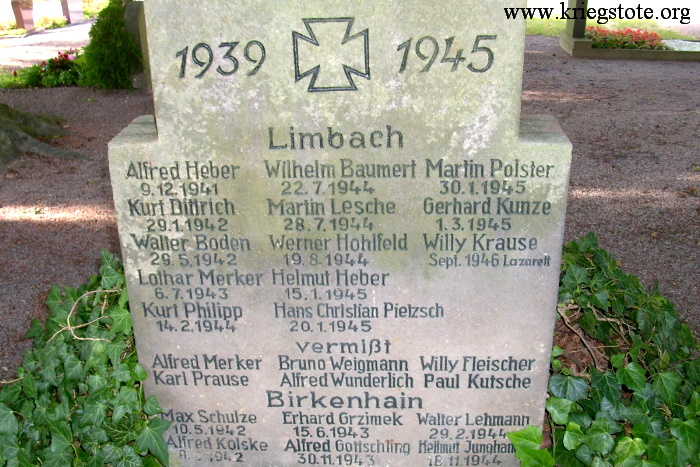 www.kriegstote.org
1939 1945
Limbach
Alfred Heber Wilhelm Baumert Martin Polster
9.12.1941 22.7.1944 30.1.1945
Kurt Dittrich Martin Lesche Gerhard Kunze
29.1.1942 28.7.1944 1.3.1945
Walter Boden Werner Hohlfeld Willy Krause
29.5.1942 19.8.1944 Sept. 1946 Lazarett
Lothar Merker Helmut Heber
6.7.1943 15.1.1945
Kurt Philipp Hans Christian Pietzsch
14.2.1944 20.1.1945
vermißt
Alfred Merker Bruno Weigmann Willy Fleischer
Karl Prause Alfred Wunderlich Paul Kutsche
Birkenhain
Max Schulze Erhard Grzimek Walter Lehmann
10.5.1942 15.6.1943 29.2.1944
Alfred Kolske Alfred Gottschling Hellmut
30.11.1943 18.11.1944